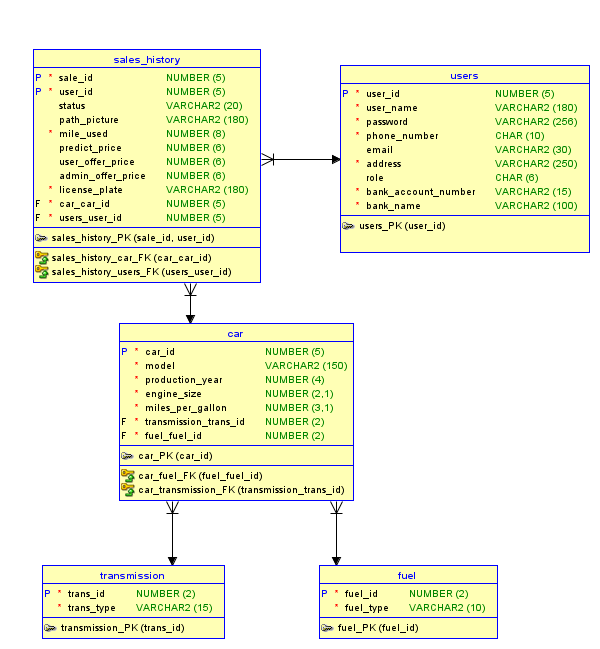 sales_history
P * sale_id NUMBER (5)
P * user_id NUMBER (5)
status VARCHAR2 (20)
path_picture VARCHAR2 (180)
* mile_used NUMBER (8)
predict_price NUMBER (6)
user_offer_price NUMBER (6)
admin_offer_price NUMBER (6)
* license_plate VARCHAR2 (180)
F * car_car_id NUMBER (5)
F * users_user_id NUMBER (5)
sales_history_PK (sale_id, user_id)
sales_history_car_FK (car_car_id)
sales_history_users_FK (users_user_id)
users
P * user_id NUMBER (5)
* user_name VARCHAR2 (180)
* password VARCHAR2 (256)
* phone_number CHAR (10)
email VARCHAR2 (30)
* address VARCHAR2 (250)
role CHAR (6)
* bank_account_number VARCHAR2 (15)
* bank_name VARCHAR2 (100)
users_PK (user_id)
car
P * car_id NUMBER (5)
* model VARCHAR2 (150)
* production_year NUMBER (4)
* engine_size NUMBER (2,1)
* miles_per_gallon NUMBER (3,1)
F * transmission_trans_id NUMBER (2)
F * fuel_fuel_id NUMBER (2)
car_PK (car_id)
car_fuel_FK (fuel_fuel_id)
car_transmission_FK (transmission_trans_id)
transmission
P * trans_id NUMBER (2)
* trans_type VARCHAR2 (15)
transmission_PK (trans_id)
fuel
P * fuel_id NUMBER (2)
* fuel_type VARCHAR2 (10)
fuel_PK (fuel_id)